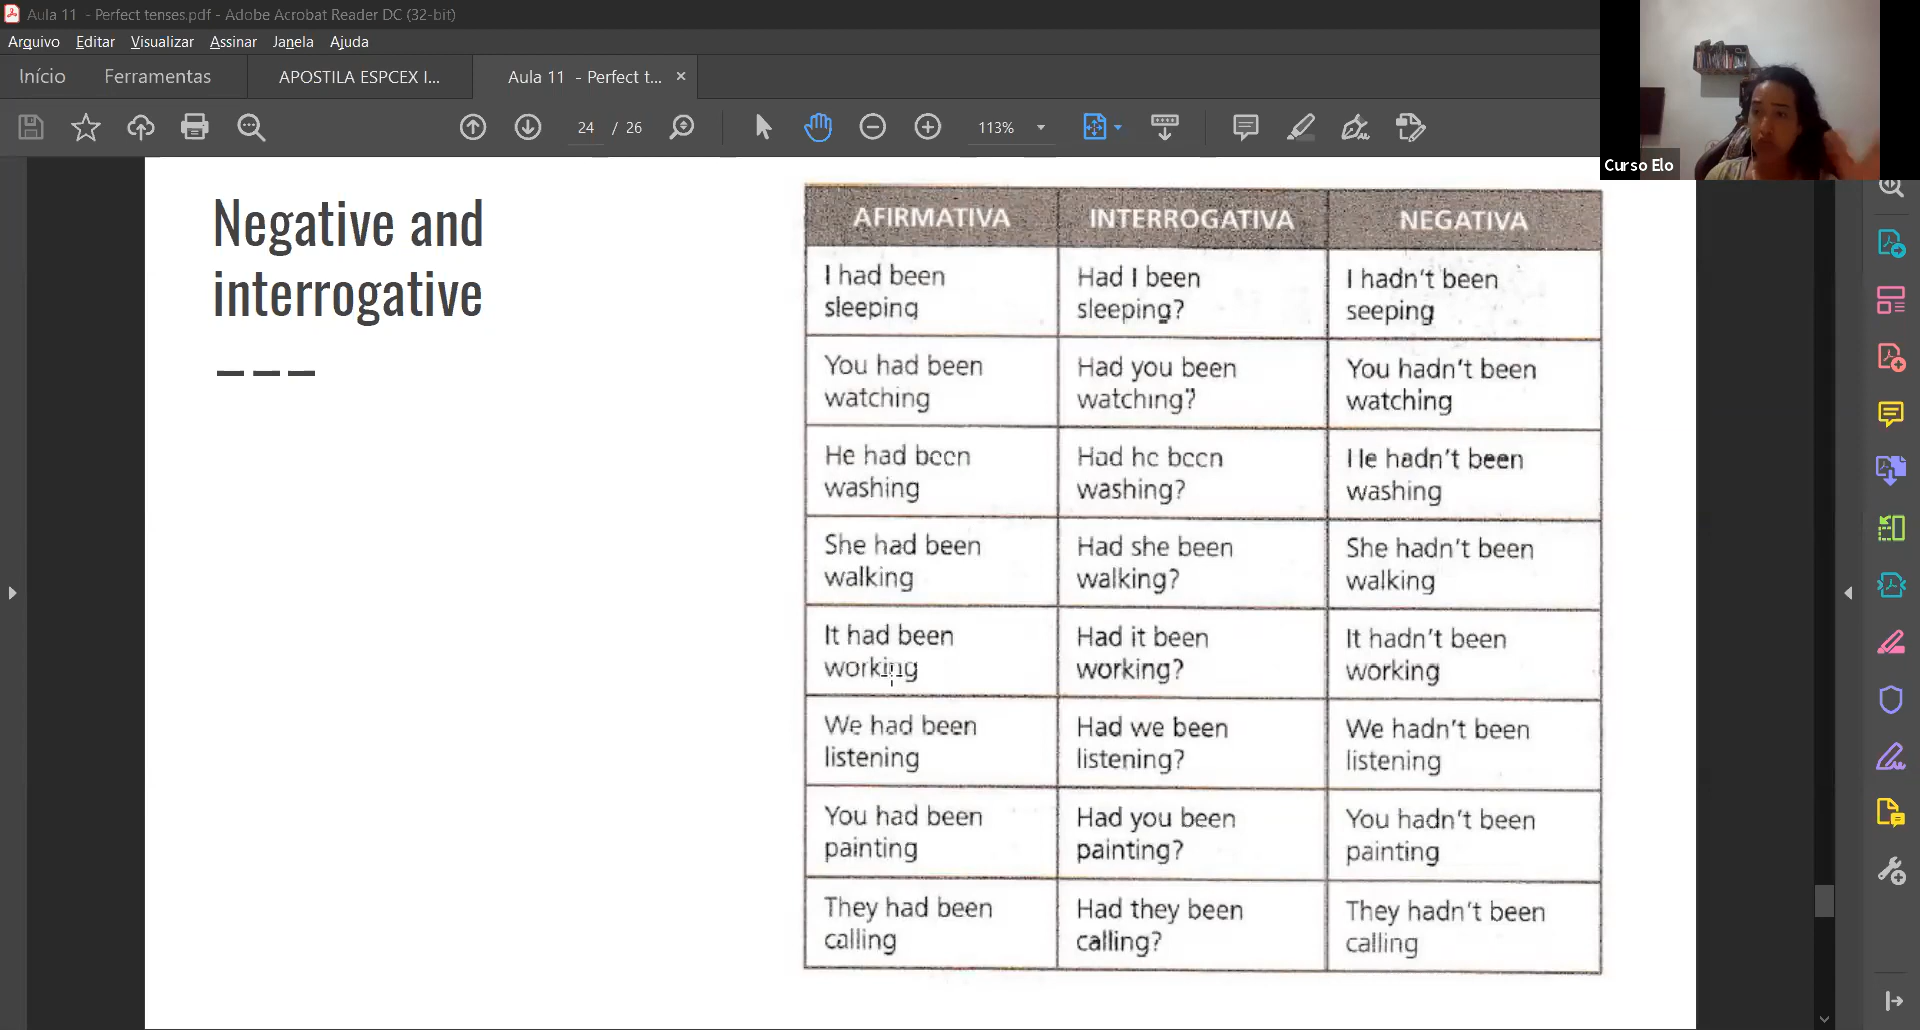 Aula 11 - Perfect tenses.pdf - Adobe Acrobat Reader DC (32-bit)
Arquivo Editar Visualizar Assinar Janela Ajuda
Início Ferramentas APOSTILA ESPCEX I... Aula 11 - Perfect t... ×
24 / 26 113%
Curso Elo
Negative and
interrogative
AFIRMATIVA INTERROGATIVA NEGATIVA
I had been Had I been I hadn't been
sleeping sleeping? seeping
You had been Had you been You hadn't been
watching watching? watching
He had been Had he been He hadn't been
washing washing? washing
She had been Had she been She hadn't been
walking walking? walking
It had been Had it been It hadn't been
working working? working
We had been Had we been We hadn't been
listening listening? listening
You had been Had you been You hadn't been
painting painting? painting
They had been Had they been They hadn't been
calling calling? calling